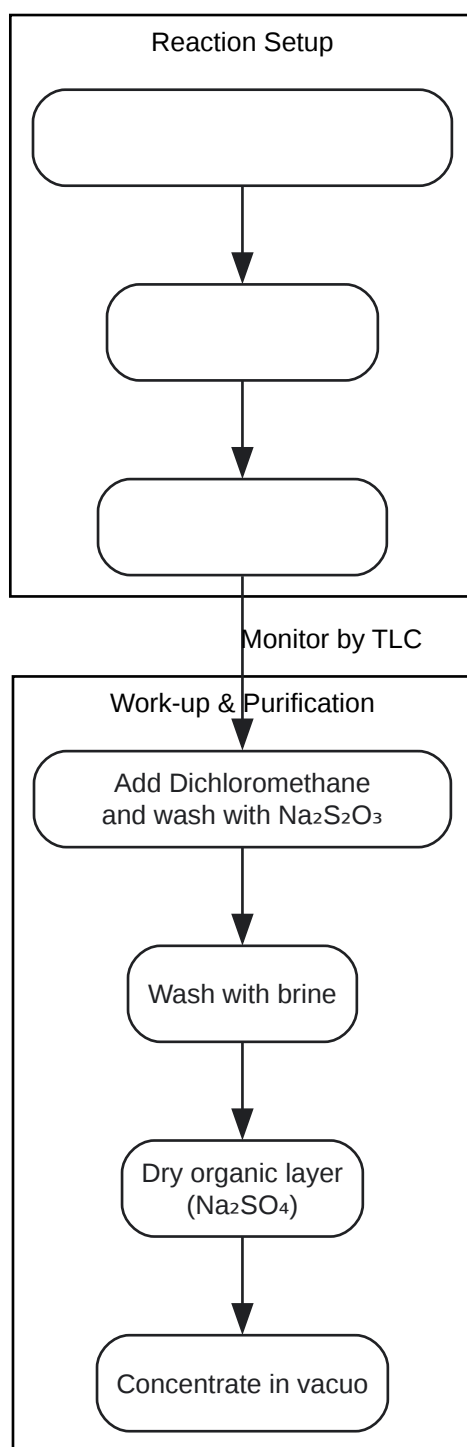 Reaction Setup
Monitor by TLC
Work-up & Purification
Add Dichloromethane
and wash with Na₂S₂O₃
Wash with brine
Dry organic layer
(Na₂SO₄)
Concentrate in vacuo